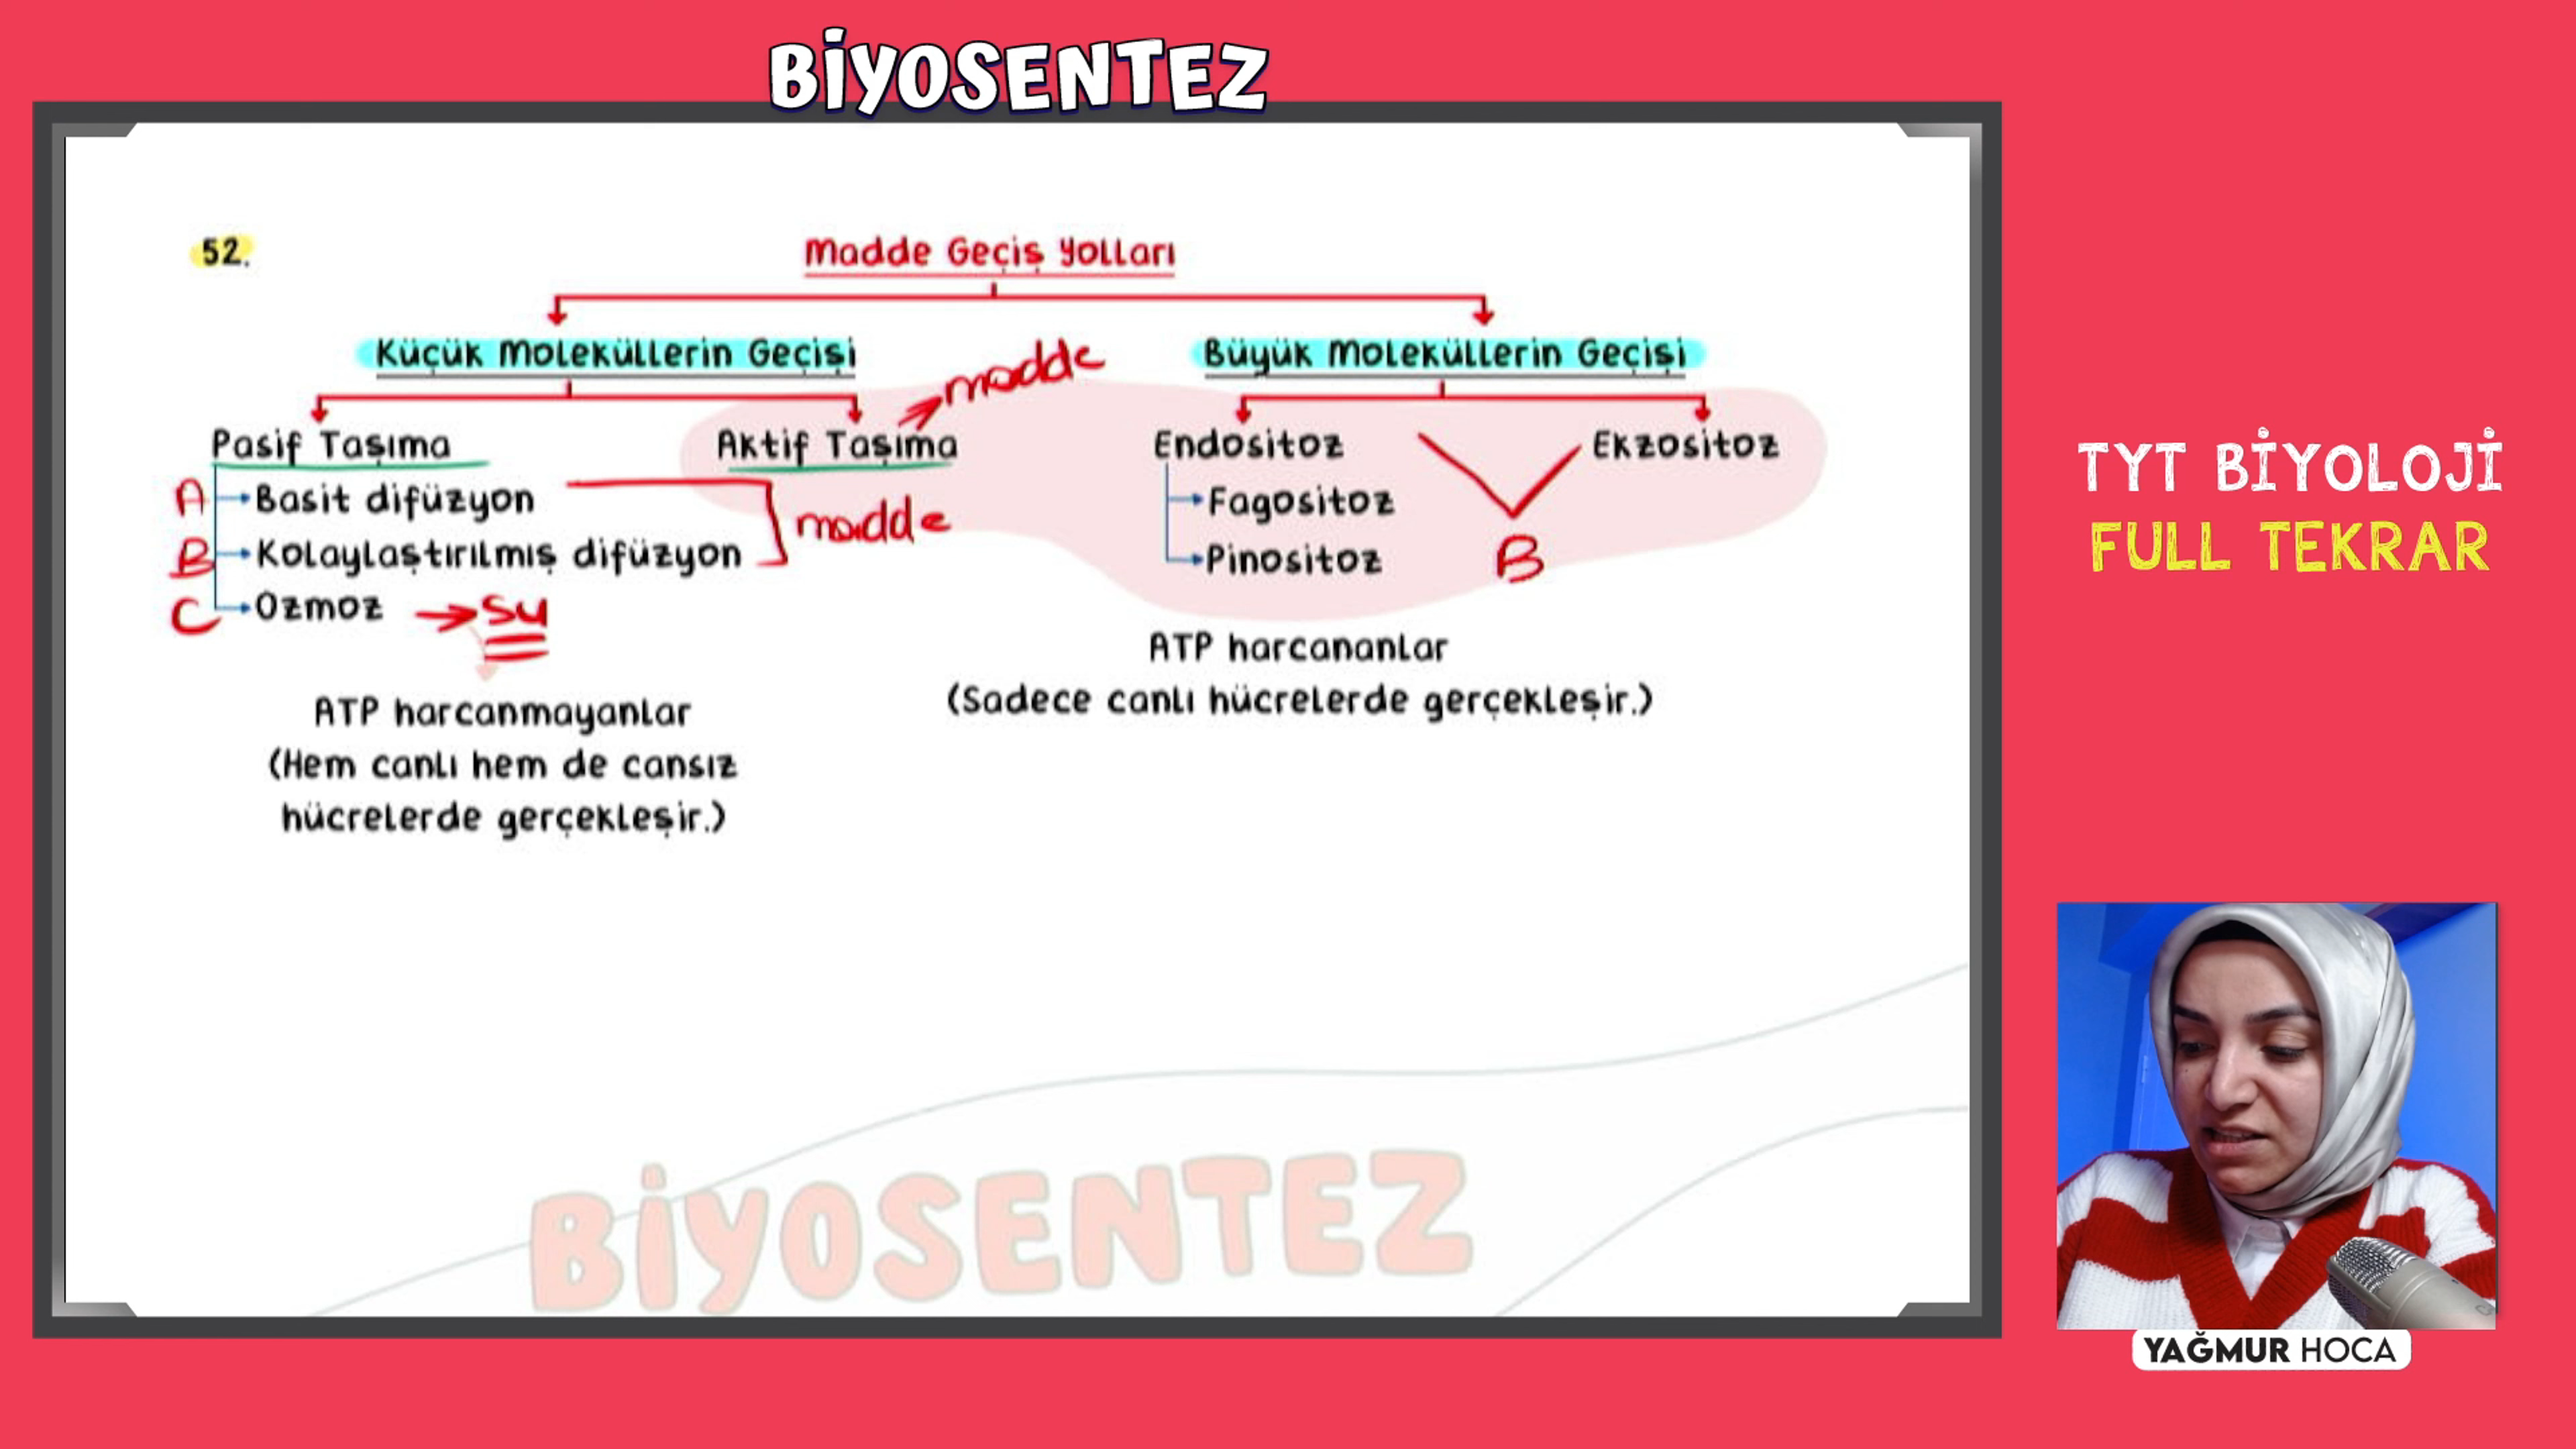 BİYOSENTEZ
52.
Madde Geçiş Yolları
Küçük Moleküllerin Geçişi
Büyük Moleküllerin Geçişi
madde
Pasif Taşıma
Aktif Taşıma
Endositoz
Ekzositoz
A
Basit difüzyon
madde
Fagositoz
B
Kolaylaştırılmış difüzyon
Pinositoz
B
C
Ozmoz
su
ATP harcanmayanlar
(Hem canlı hem de cansız
hücrelerde gerçekleşir.)
ATP harcananlar
(Sadece canlı hücrelerde gerçekleşir.)
BİYOSENTEZ
TYT BİYOLOJİ
FULL TEKRAR
YAĞMUR HOCA